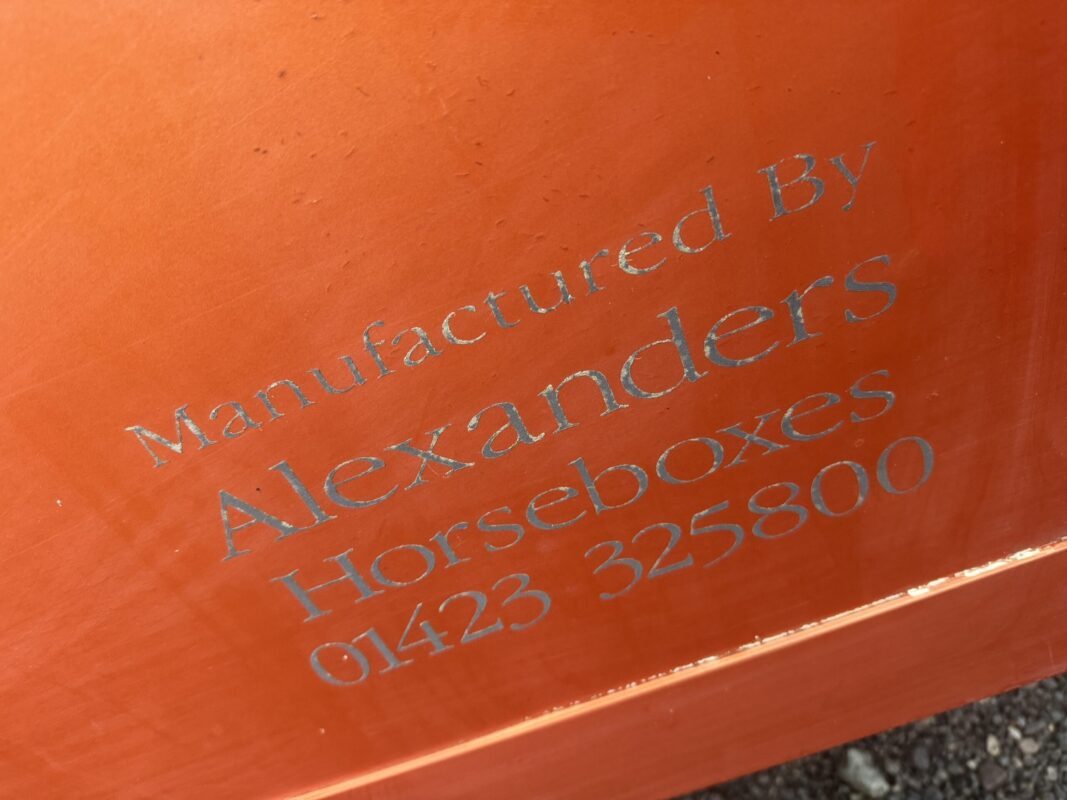 Manufactured By
Alexanders
Horseboxes
01423 325800